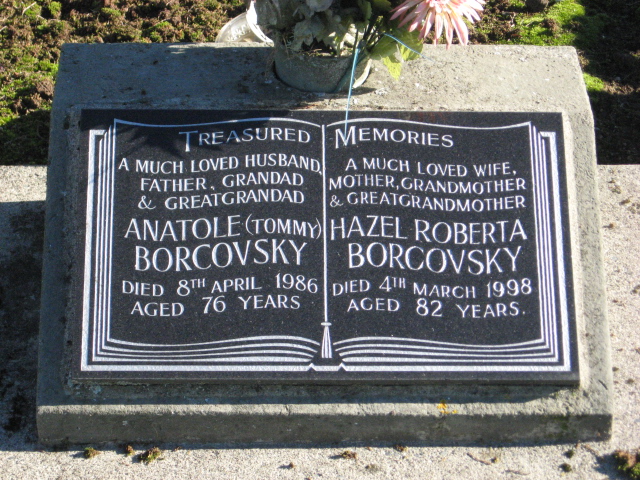 TREASURED MEMORIES
A MUCH LOVED HUSBAND,
FATHER, GRANDAD
& GREATGRANDAD
ANATOLE (TOMMY)
BORCOVSKY
DIED 8TH APRIL 1986
AGED 76 YEARS
A MUCH LOVED WIFE,
MOTHER, GRANDMOTHER
& GREATGRANDMOTHER
HAZEL ROBERTA
BORCOVSKY
DIED 4TH MARCH 1998
AGED 82 YEARS.